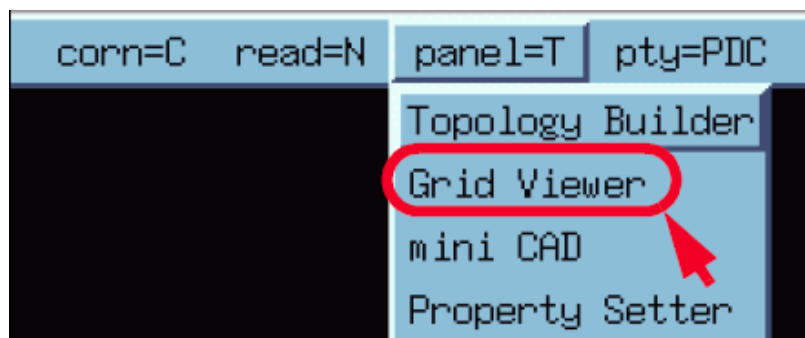 corn=C read=N panel=T pty=PDC
Topology Builder
Grid Viewer
mini CAD
Property Setter